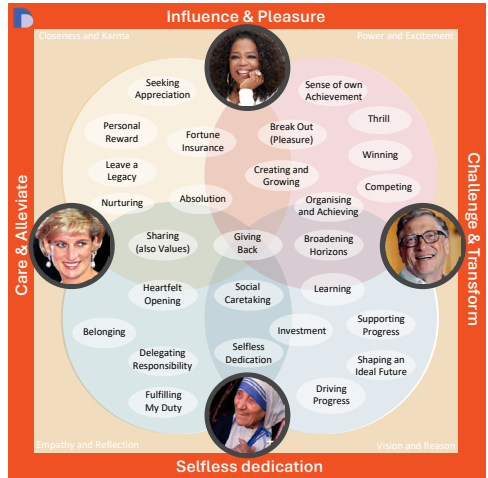 Influence & Pleasure
Closeness and Karma
Power and Excitement
Seeking
Appreciation
Sense of own
Achievement
Personal
Reward
Fortune
Insurance
Break Out
(Pleasure)
Thrill
Winning
Leave a
Legacy
Creating and
Growing
Competing
Nurturing
Absolution
Organising
and Achieving
Care & Alleviate
Challenge & Transform
Sharing
(also Values)
Giving
Back
Broadening
Horizons
Heartfelt
Opening
Social
Caretaking
Learning
Belonging
Investment
Supporting
Progress
Delegating
Responsibility
Selfless
Dedication
Shaping an
Ideal Future
Fulfilling
My Duty
Driving
Progress
Empathy and Reflection
Vision and Reason
Selfless dedication